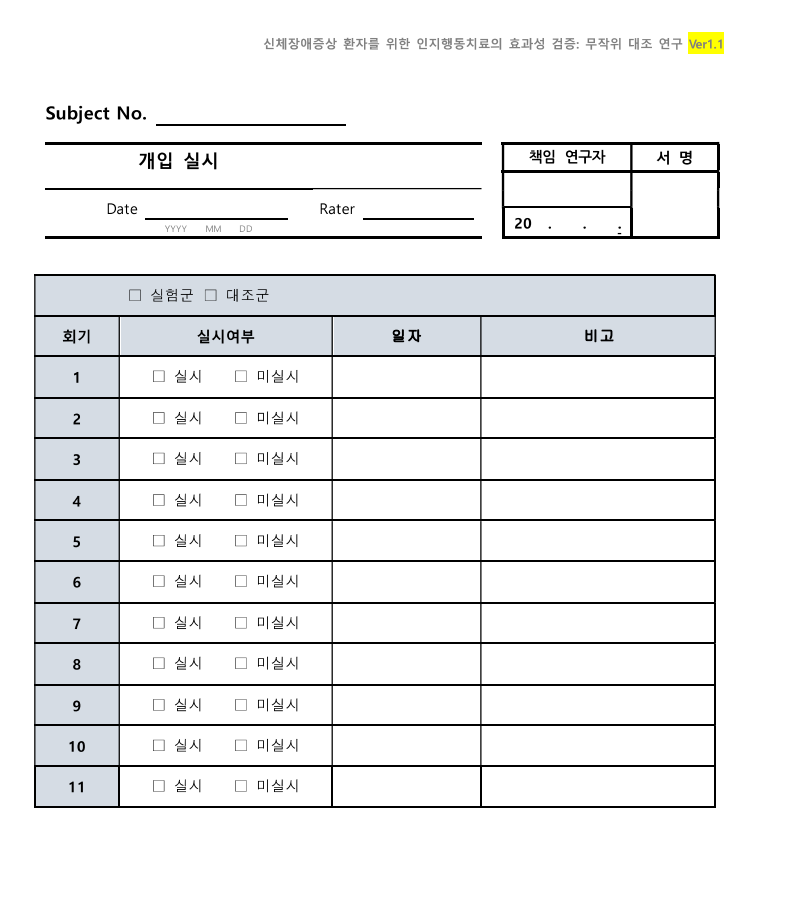 신체장애증상 환자를 위한 인지행동치료의 효과성 검증: 무작위 대조 연구 Ver1.1
Subject No.
개입 실시
Date Rater
YYYY MM DD
책임 연구자 서 명
20 . . .
□ 실험군 □ 대조군
회기 실시여부 일자 비고
1 □ 실시 □ 미실시
2 □ 실시 □ 미실시
3 □ 실시 □ 미실시
4 □ 실시 □ 미실시
5 □ 실시 □ 미실시
6 □ 실시 □ 미실시
7 □ 실시 □ 미실시
8 □ 실시 □ 미실시
9 □ 실시 □ 미실시
10 □ 실시 □ 미실시
11 □ 실시 □ 미실시